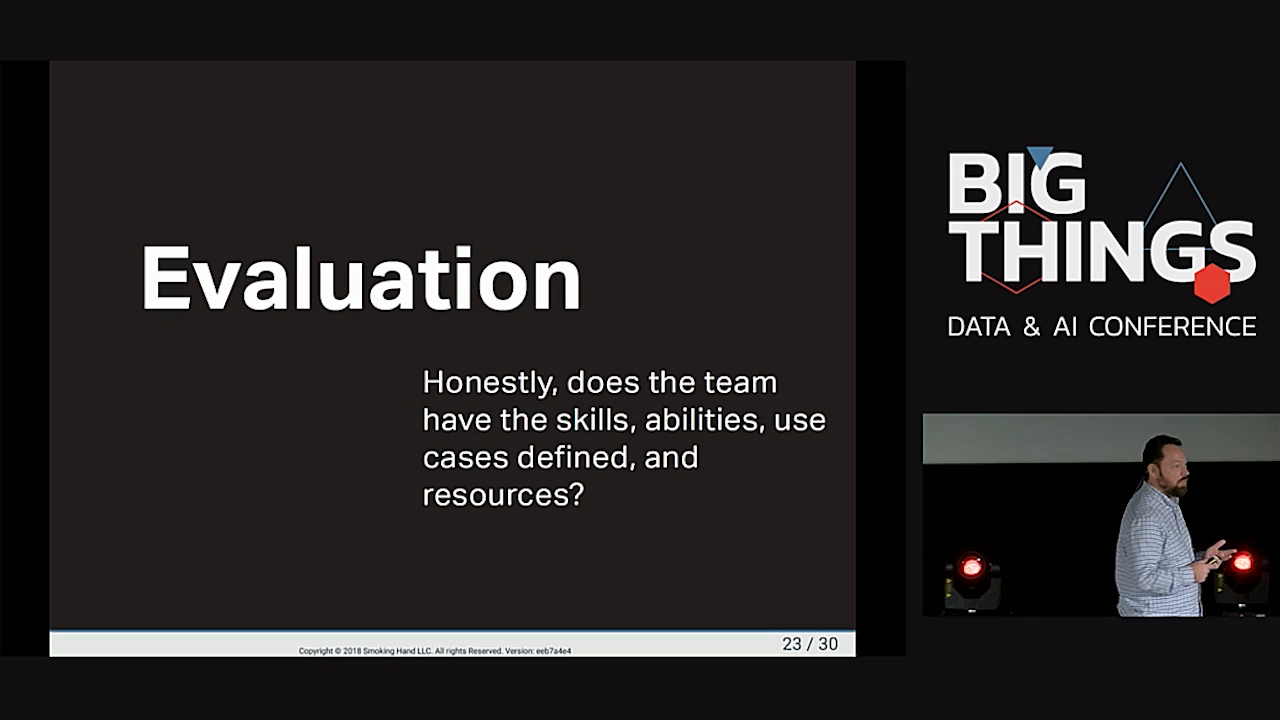 Evaluation
Honestly, does the team
have the skills, abilities, use
cases defined, and
resources?
Copyright © 2018 Smoking Hand LLC. All rights Reserved. Version: eeb7a4e4
23 / 30
BIG
THINGS
DATA & AI CONFERENCE